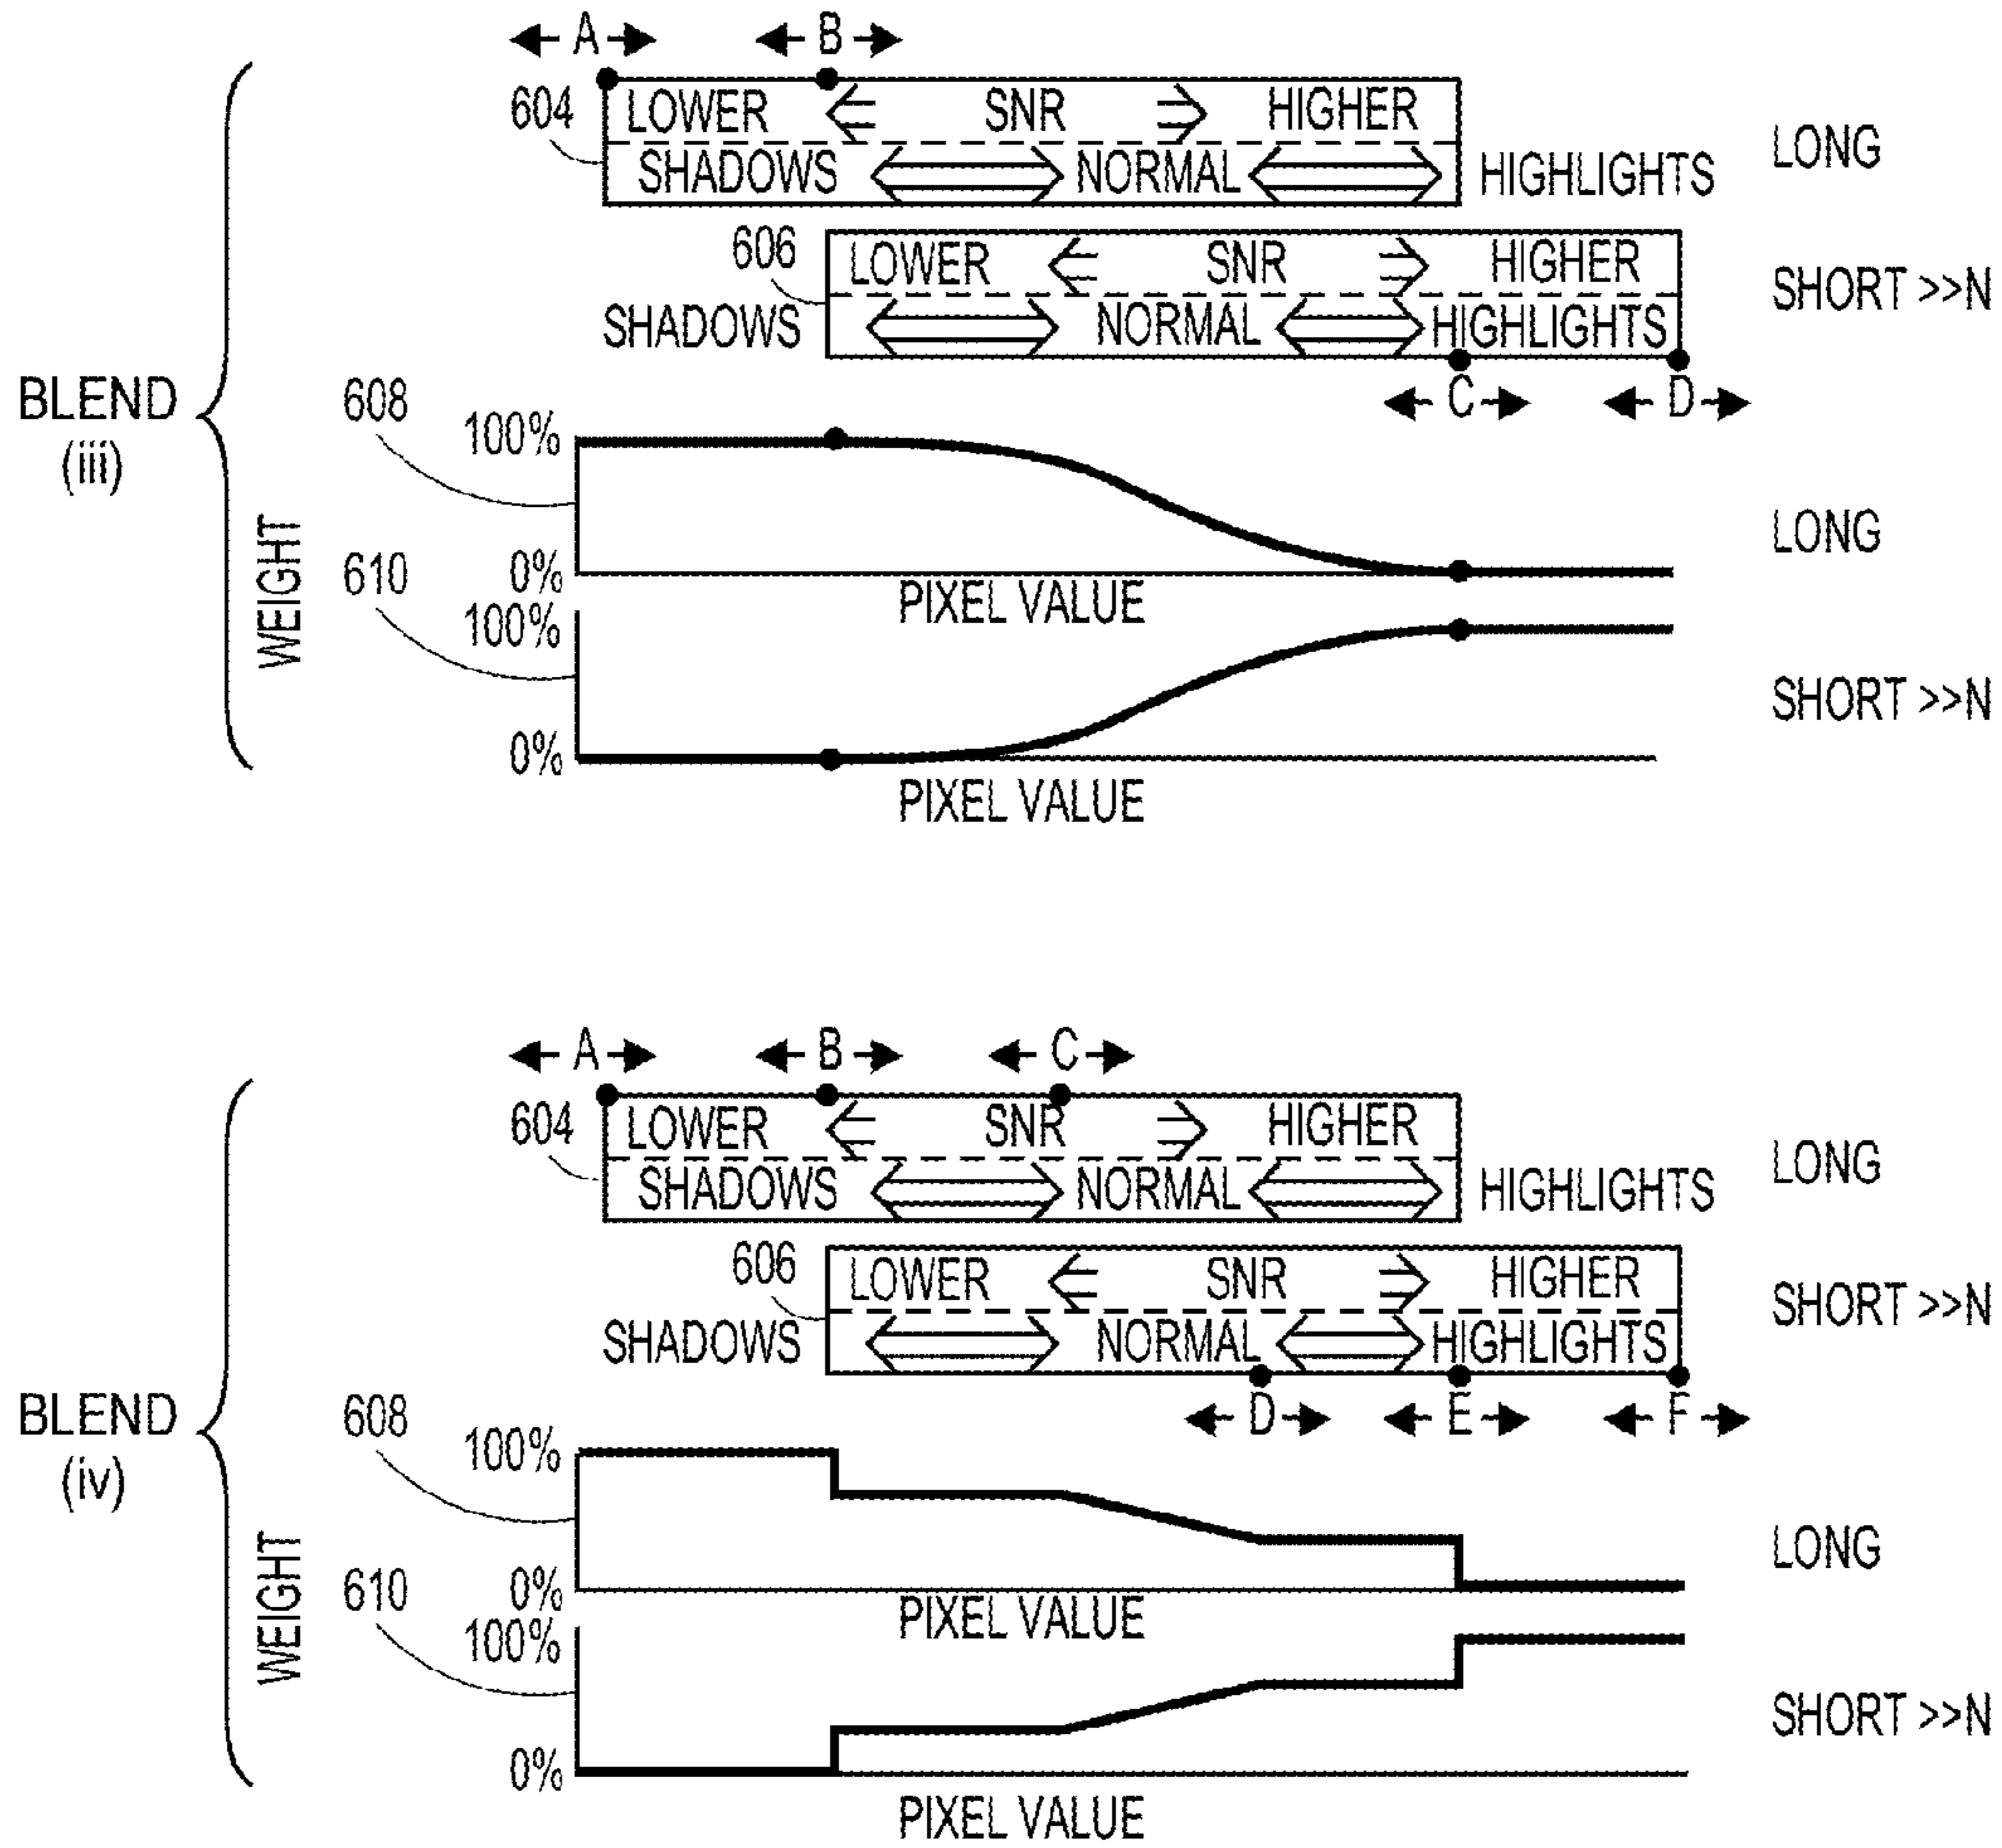 A B
604 LOWER SNR HIGHER
SHADOWS NORMAL HIGHLIGHTS LONG
606 LOWER SNR HIGHER
SHADOWS NORMAL HIGHLIGHTS SHORT >>N
C D
BLEND
(iii)
WEIGHT
608 100%
0% LONG
PIXEL VALUE
610 100%
0% SHORT >>N
PIXEL VALUE
A B C
604 LOWER SNR HIGHER
SHADOWS NORMAL HIGHLIGHTS LONG
606 LOWER SNR HIGHER
SHADOWS NORMAL HIGHLIGHTS SHORT >>N
D E F
BLEND
(iv)
WEIGHT
608 100%
0% LONG
PIXEL VALUE
610 100%
0% SHORT >>N
PIXEL VALUE